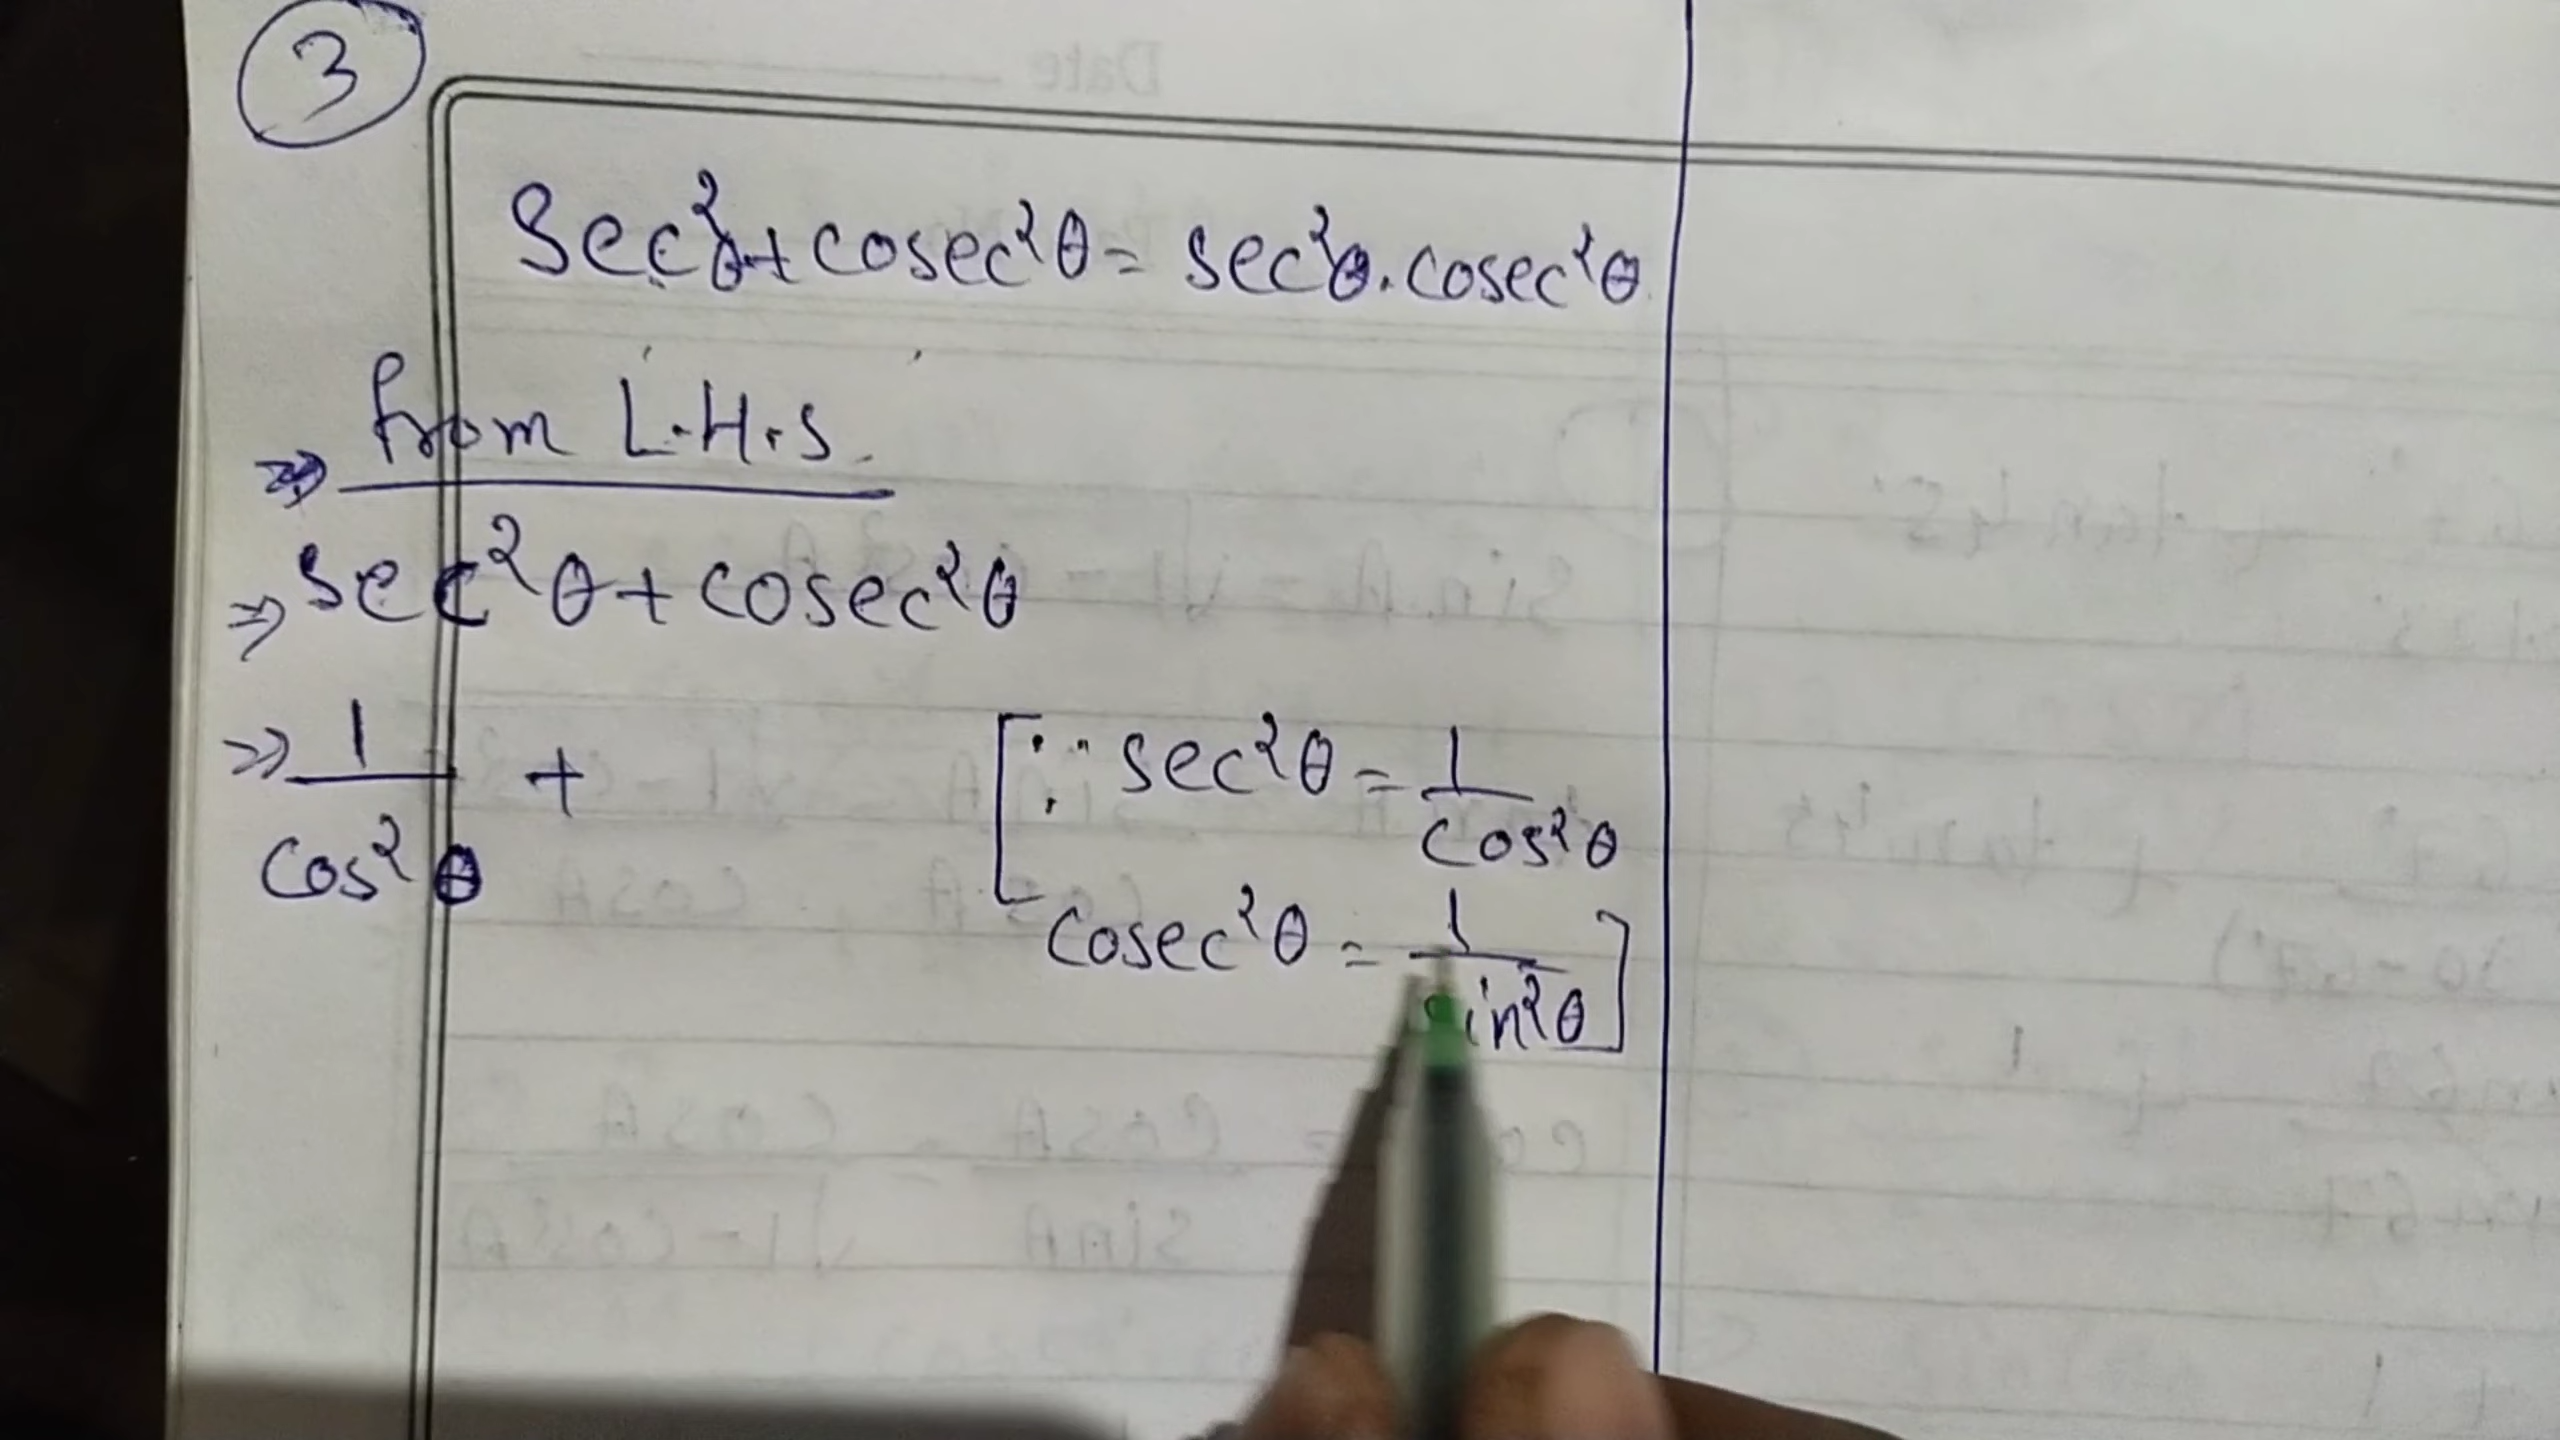 3
Sec²θ+cosec²θ= sec²θ.cosec²θ
⇒ from L.H.S.
⇒ sec²θ+cosec²θ
⇒ 1/cos²θ + [∵ sec²θ = 1/cos²θ
cosec²θ = 1/sin²θ]